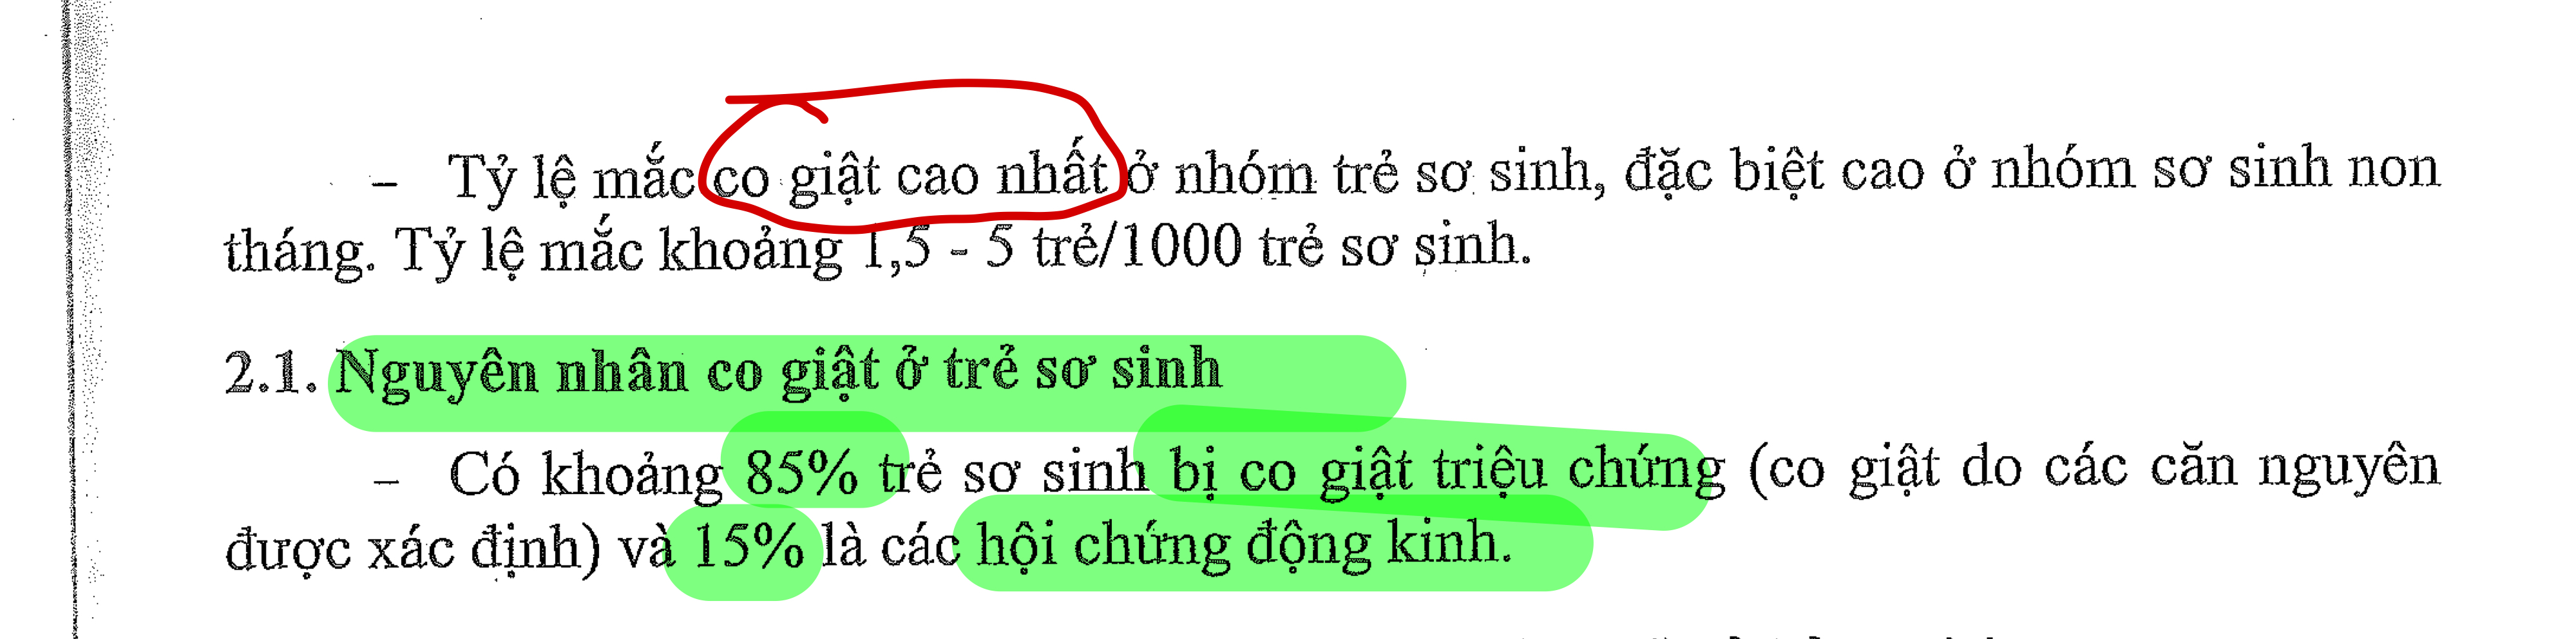 – Tỷ lệ mắc co giật cao nhất ở nhóm trẻ sơ sinh, đặc biệt cao ở nhóm sơ sinh non
tháng. Tỷ lệ mắc khoảng 1,5 - 5 trẻ/1000 trẻ sơ sinh.
2.1. Nguyên nhân co giật ở trẻ sơ sinh
– Có khoảng 85% trẻ sơ sinh bị co giật triệu chứng (co giật do các căn nguyên
được xác định) và 15% là các hội chứng động kinh.